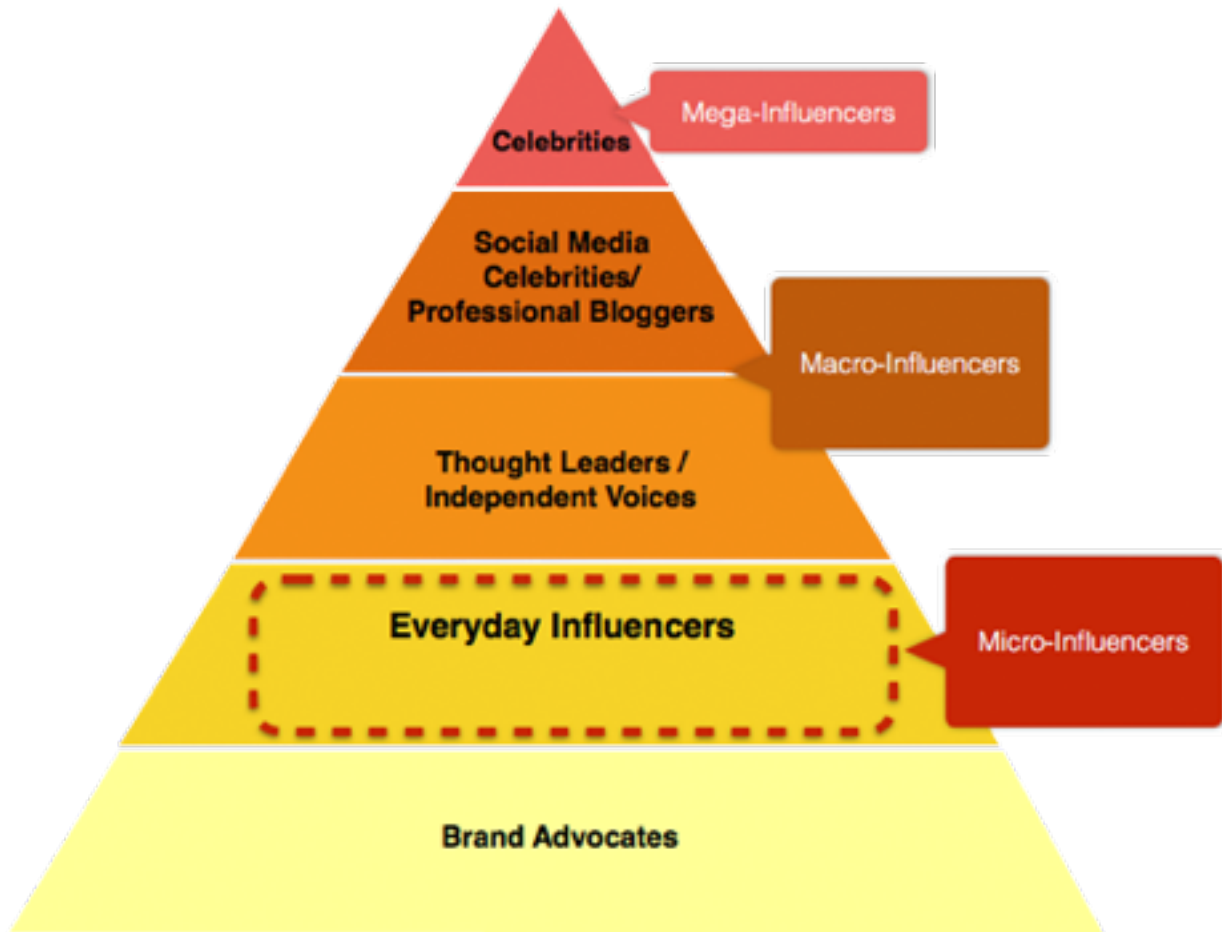 Celebrities
Mega-Influencers
Social Media
Celebrities/
Professional Bloggers
Macro-Influencers
Thought Leaders /
Independent Voices
Everyday Influencers
Micro-Influencers
Brand Advocates